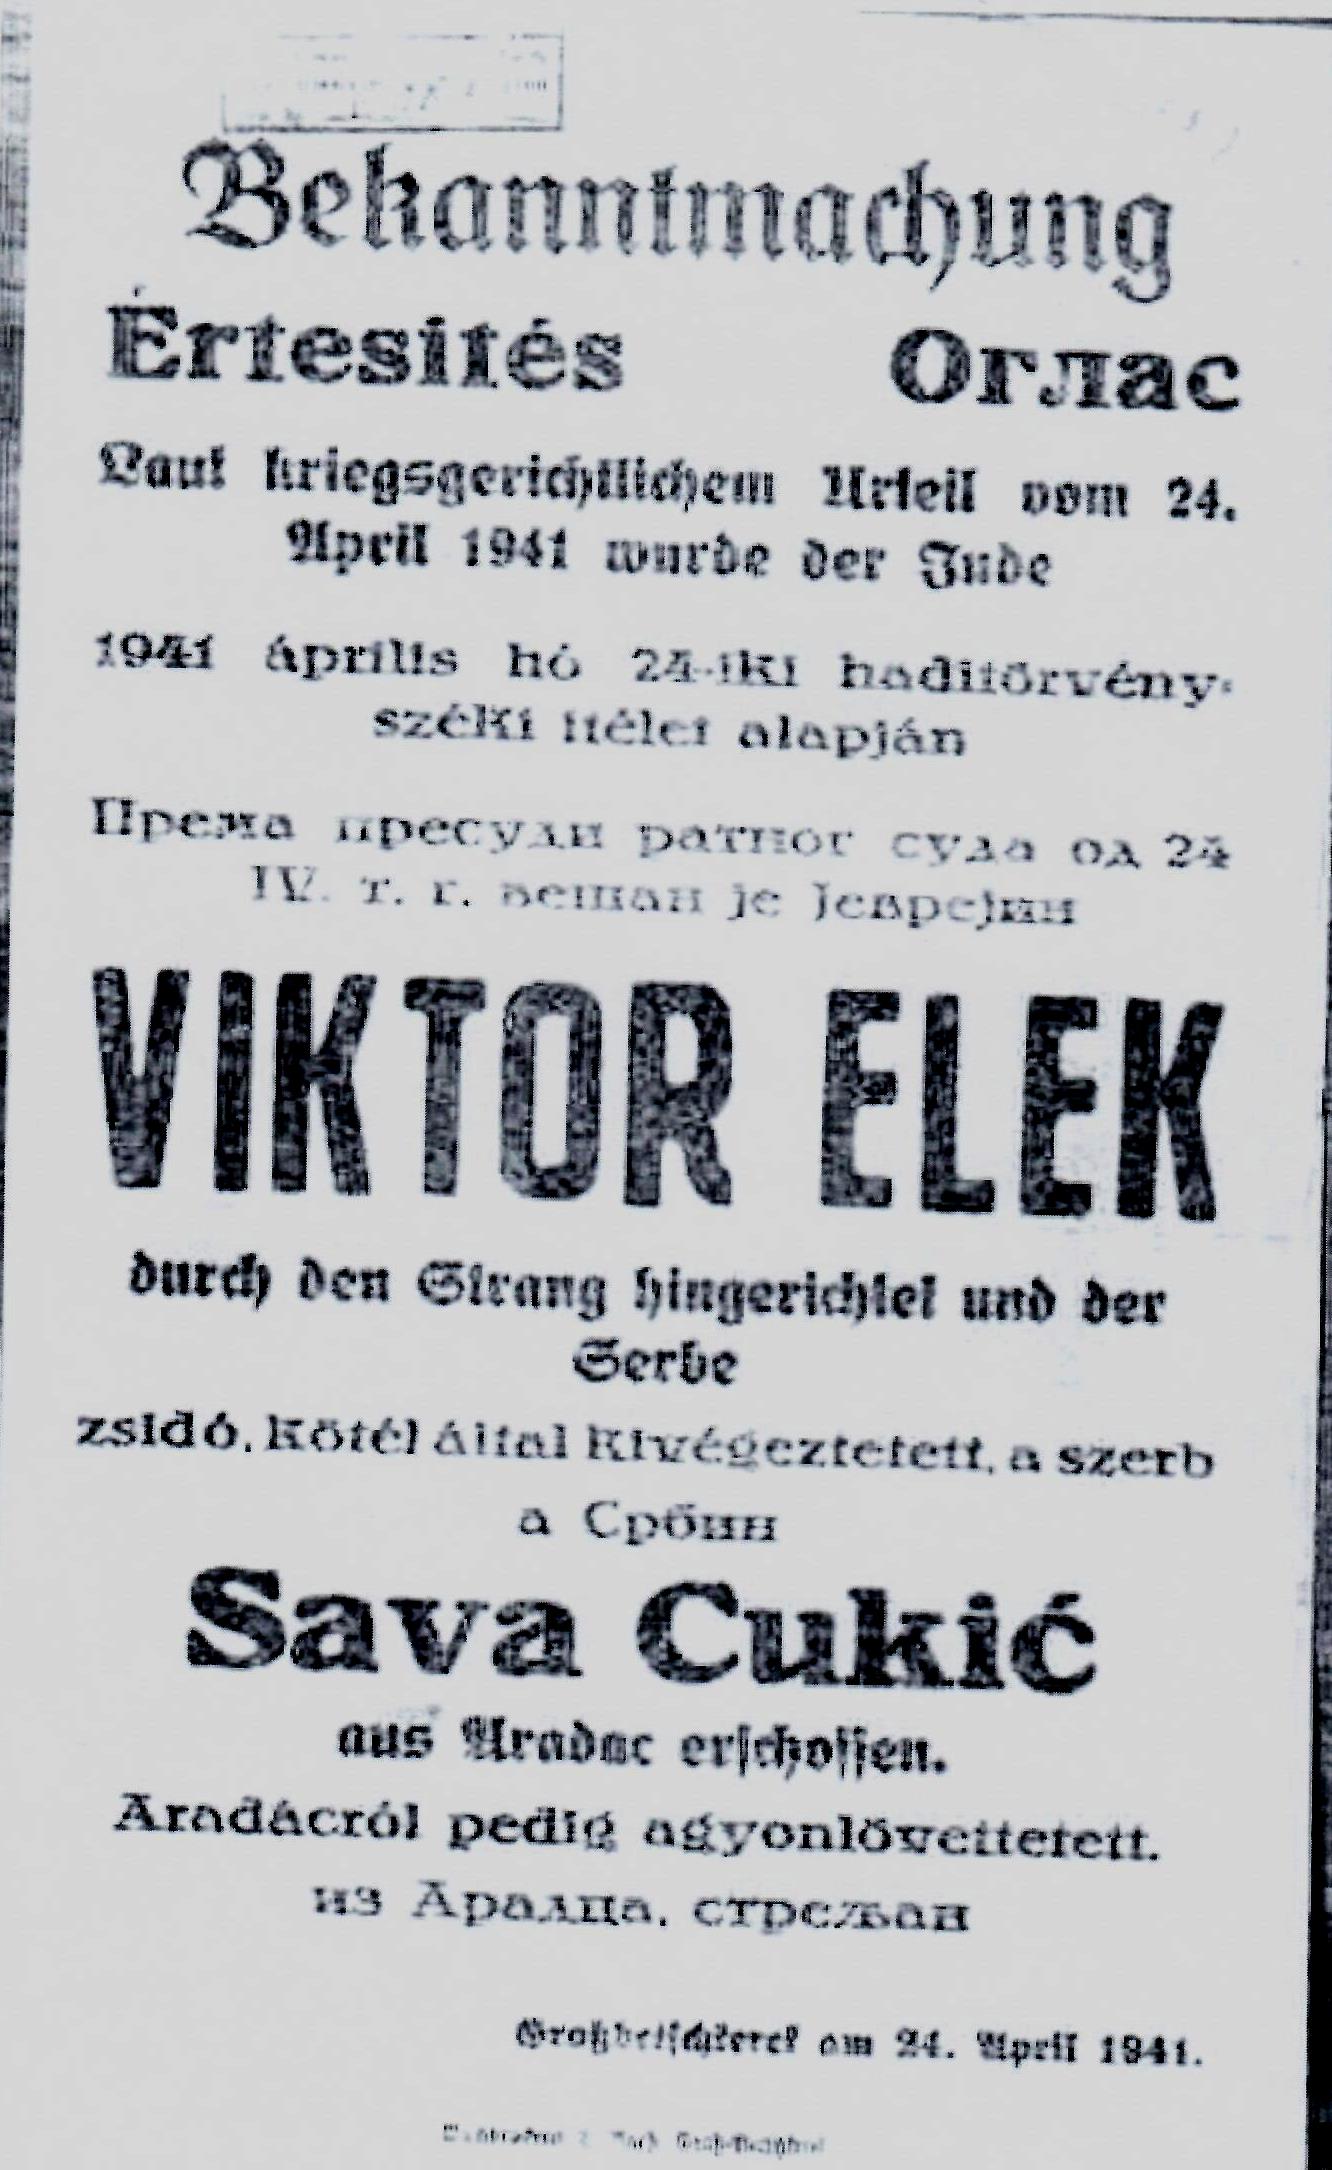 Bekanntmachung
Értesités Оглас
Laut kriegsgerichtlichem Urteil vom 24.
April 1941 wurde der Jude
1941 április hó 24-iki haditörvény-
széki itélet alapján
Према пресуди ратног суда од 24
IV. т. г. вешан је Јеврејин
VIKTOR ELEK
durch den Strang hingerichtet und der
Serbe
zsidó, kötél által kivégeztetett, a szerb
а Србин
Sava Cukić
aus Aradac erschossen.
Aradácról pedig agyonlövettetett.
из Арадца, стрељан
Großbetschkerek am 24. April 1941.